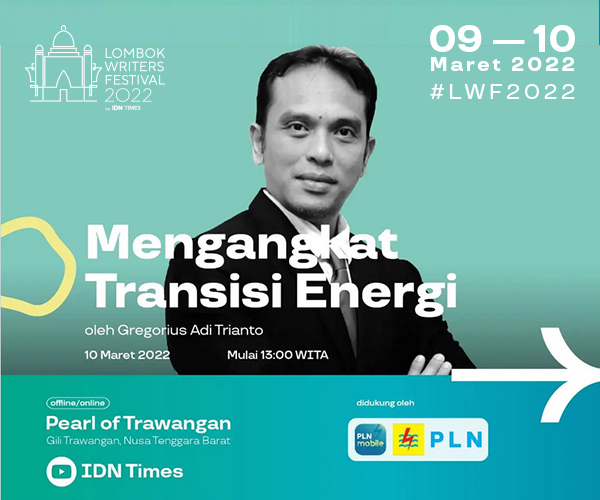 LOMBOK
WRITERS
FESTIVAL
2022
by IDN TIMES
09 — 10
Maret 2022
#LWF2022
Mengangkat
Transisi Energi
oleh Gregorius Adi Trianto
10 Maret 2022 Mulai 13:00 WITA
offline/online
Pearl of Trawangan
Gili Trawangan, Nusa Tenggara Barat
IDN Times
didukung oleh
PLN
mobile
PLN